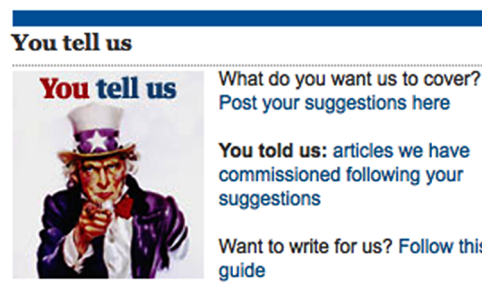 You tell us
You tell us
What do you want us to cover?
Post your suggestions here
You told us: articles we have
commissioned following your
suggestions
Want to write for us? Follow this
guide